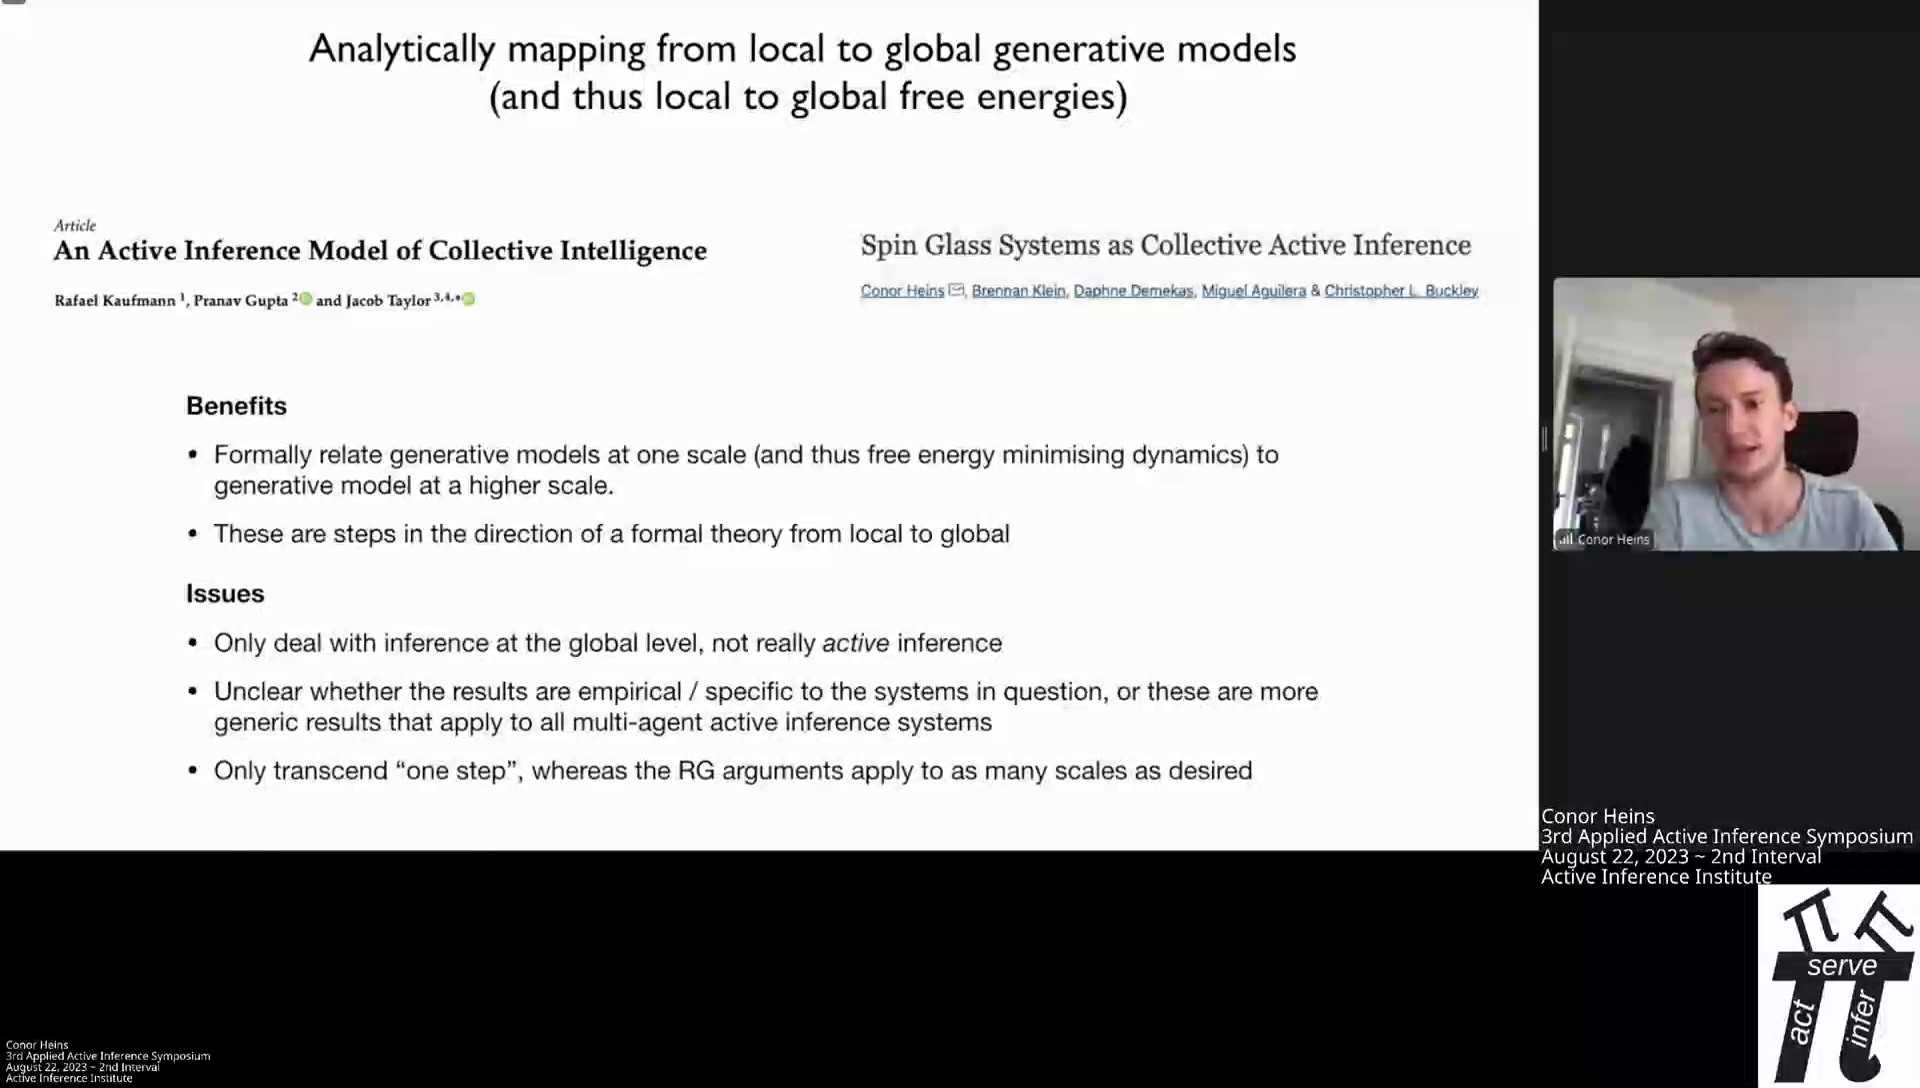 Analytically mapping from local to global generative models
(and thus local to global free energies)
Article
An Active Inference Model of Collective Intelligence
Rafael Kaufmann 1, Pranav Gupta 2 and Jacob Taylor 3,4,*
Spin Glass Systems as Collective Active Inference
Conor Heins, Brennan Klein, Daphne Demekas, Miguel Aguilera & Christopher L. Buckley
Benefits
• Formally relate generative models at one scale (and thus free energy minimising dynamics) to
generative model at a higher scale.
• These are steps in the direction of a formal theory from local to global
Issues
• Only deal with inference at the global level, not really active inference
• Unclear whether the results are empirical / specific to the systems in question, or these are more
generic results that apply to all multi-agent active inference systems
• Only transcend “one step”, whereas the RG arguments apply to as many scales as desired
Conor Heins
Conor Heins
3rd Applied Active Inference Symposium
August 22, 2023 ~ 2nd Interval
Active Inference Institute
serve
act
infer
Conor Heins
3rd Applied Active Inference Symposium
August 22, 2023 ~ 2nd Interval
Active Inference Institute